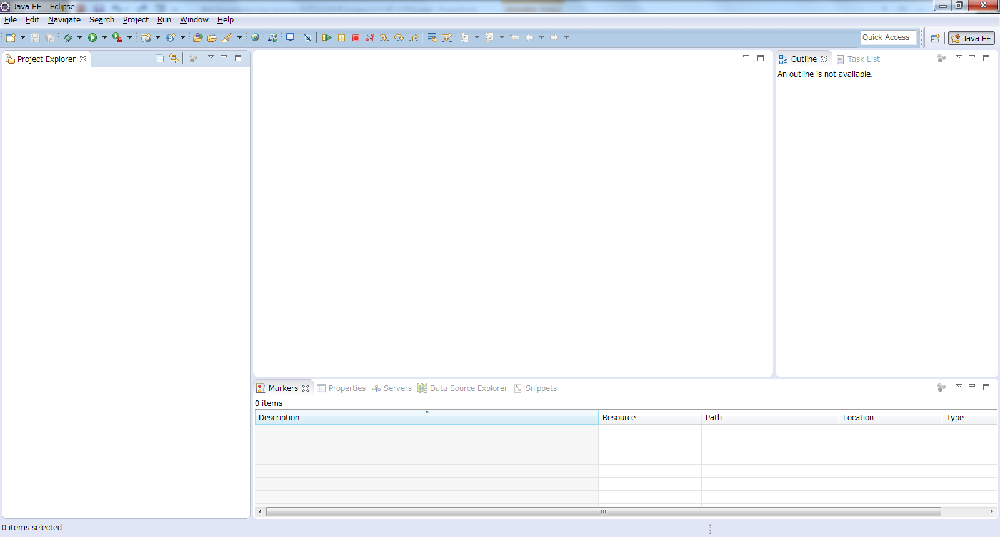 Java EE - Eclipse
File Edit Navigate Search Project Run Window Help
Quick Access Java EE
Project Explorer
Outline Task List
An outline is not available.
Markers Properties Servers Data Source Explorer Snippets
0 items
Description Resource Path Location Type
0 items selected